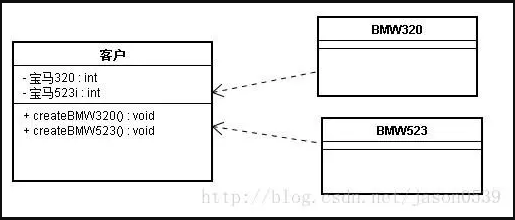 客户
- 宝马320 : int
- 宝马523i : int
+ createBMW320() : void
+ createBMW523() : void
BMW320
BMW523
http://blog.csdn.net/jason0539